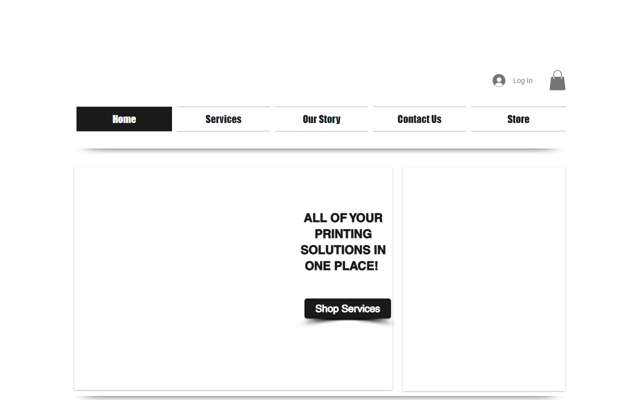 Log In
Home
Services
Our Story
Contact Us
Store
ALL OF YOUR
PRINTING
SOLUTIONS IN
ONE PLACE!
Shop Services